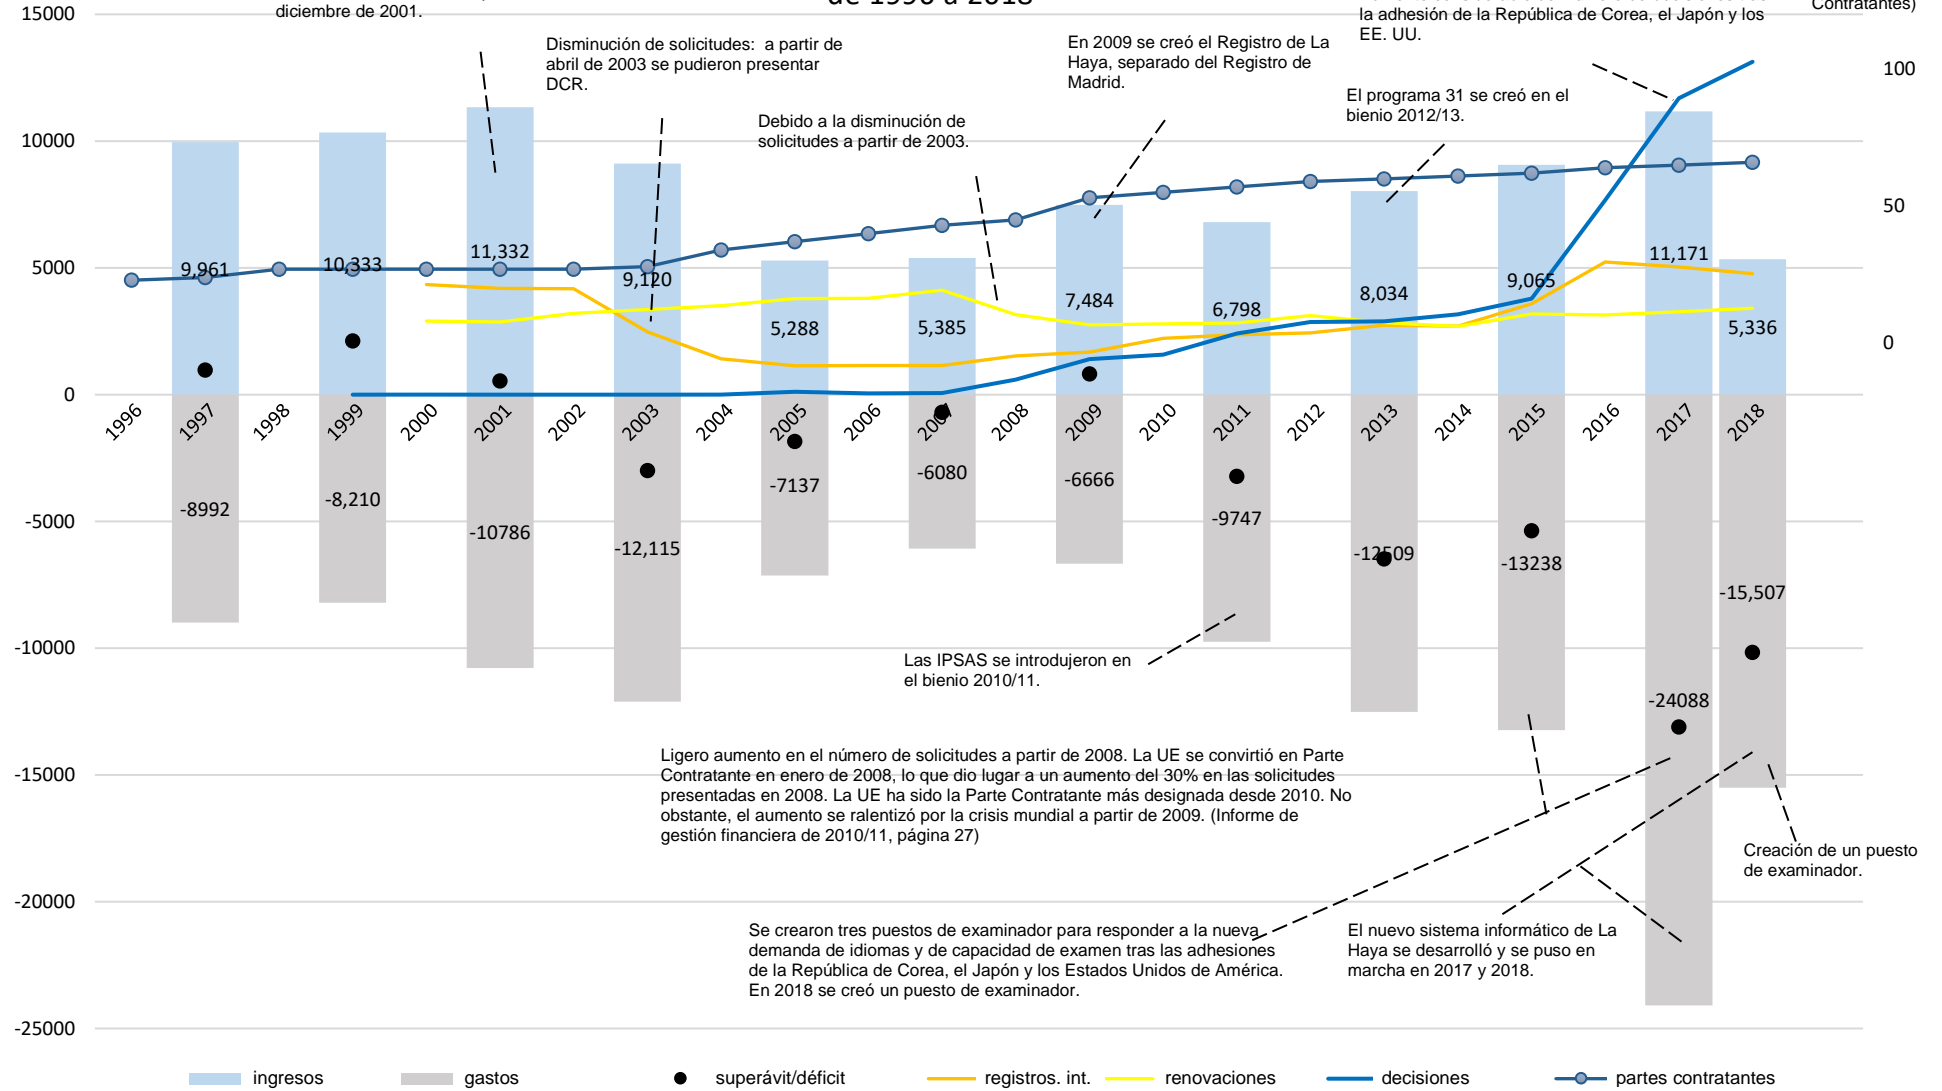 diciembre de 2001.
de 1996 a 2018
la adhesión de la República de Corea, el Japón y los
EE. UU.
Contratantes)
Disminución de solicitudes: a partir de
abril de 2003 se pudieron presentar
DCR.
En 2009 se creó el Registro de La
Haya, separado del Registro de
Madrid.
El programa 31 se creó en el
bienio 2012/13.
Debido a la disminución de
solicitudes a partir de 2003.
15000
10000
5000
0
-5000
-10000
-15000
-20000
-25000
100
50
0
9,961
10,333
11,332
9,120
5,288
5,385
7,484
6,798
8,034
9,065
11,171
5,336
1996
1997
1998
1999
2000
2001
2002
2003
2004
2005
2006
2007
2008
2009
2010
2011
2012
2013
2014
2015
2016
2017
2018
-8992
-8,210
-10786
-12,115
-7137
-6080
-6666
-9747
-12509
-13238
-24088
-15,507
Las IPSAS se introdujeron en
el bienio 2010/11.
Ligero aumento en el número de solicitudes a partir de 2008. La UE se convirtió en Parte
Contratante en enero de 2008, lo que dio lugar a un aumento del 30% en las solicitudes
presentadas en 2008. La UE ha sido la Parte Contratante más designada desde 2010. No
obstante, el aumento se ralentizó por la crisis mundial a partir de 2009. (Informe de
gestión financiera de 2010/11, página 27)
Creación de un puesto
de examinador.
Se crearon tres puestos de examinador para responder a la nueva
demanda de idiomas y de capacidad de examen tras las adhesiones
de la República de Corea, el Japón y los Estados Unidos de América.
En 2018 se creó un puesto de examinador.
El nuevo sistema informático de La
Haya se desarrolló y se puso en
marcha en 2017 y 2018.
ingresos
gastos
superávit/déficit
registros. int.
renovaciones
decisiones
partes contratantes